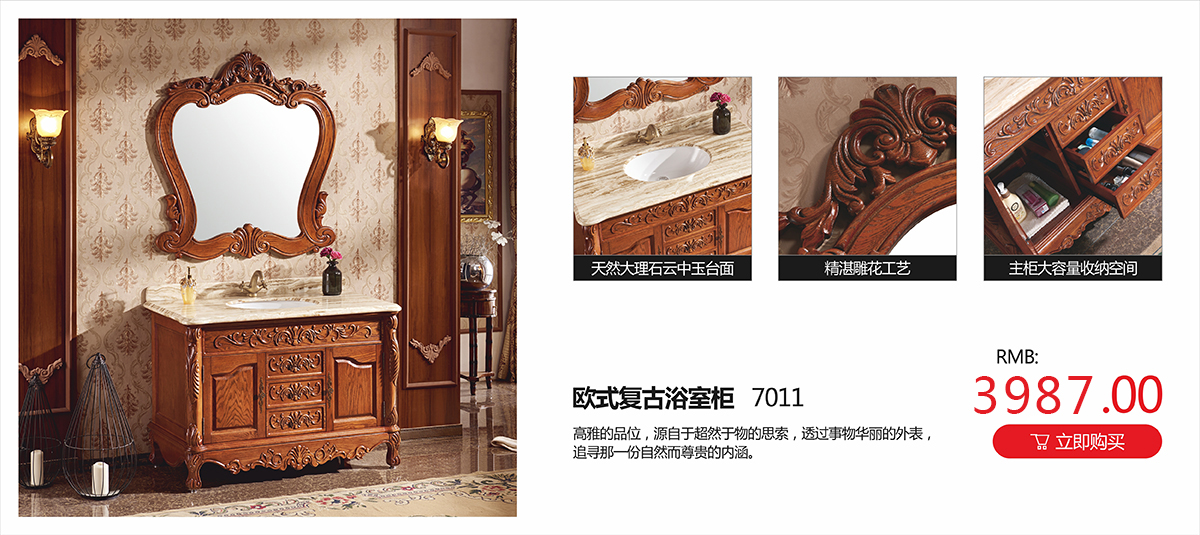 天然大理石云中玉台面
精湛雕花工艺
主柜大容量收纳空间
RMB:
3987.00
欧式复古浴室柜 7011
高雅的品位，源自于超然于物的思索，透过事物华丽的外表，
追寻那一份自然而尊贵的内涵。
立即购买